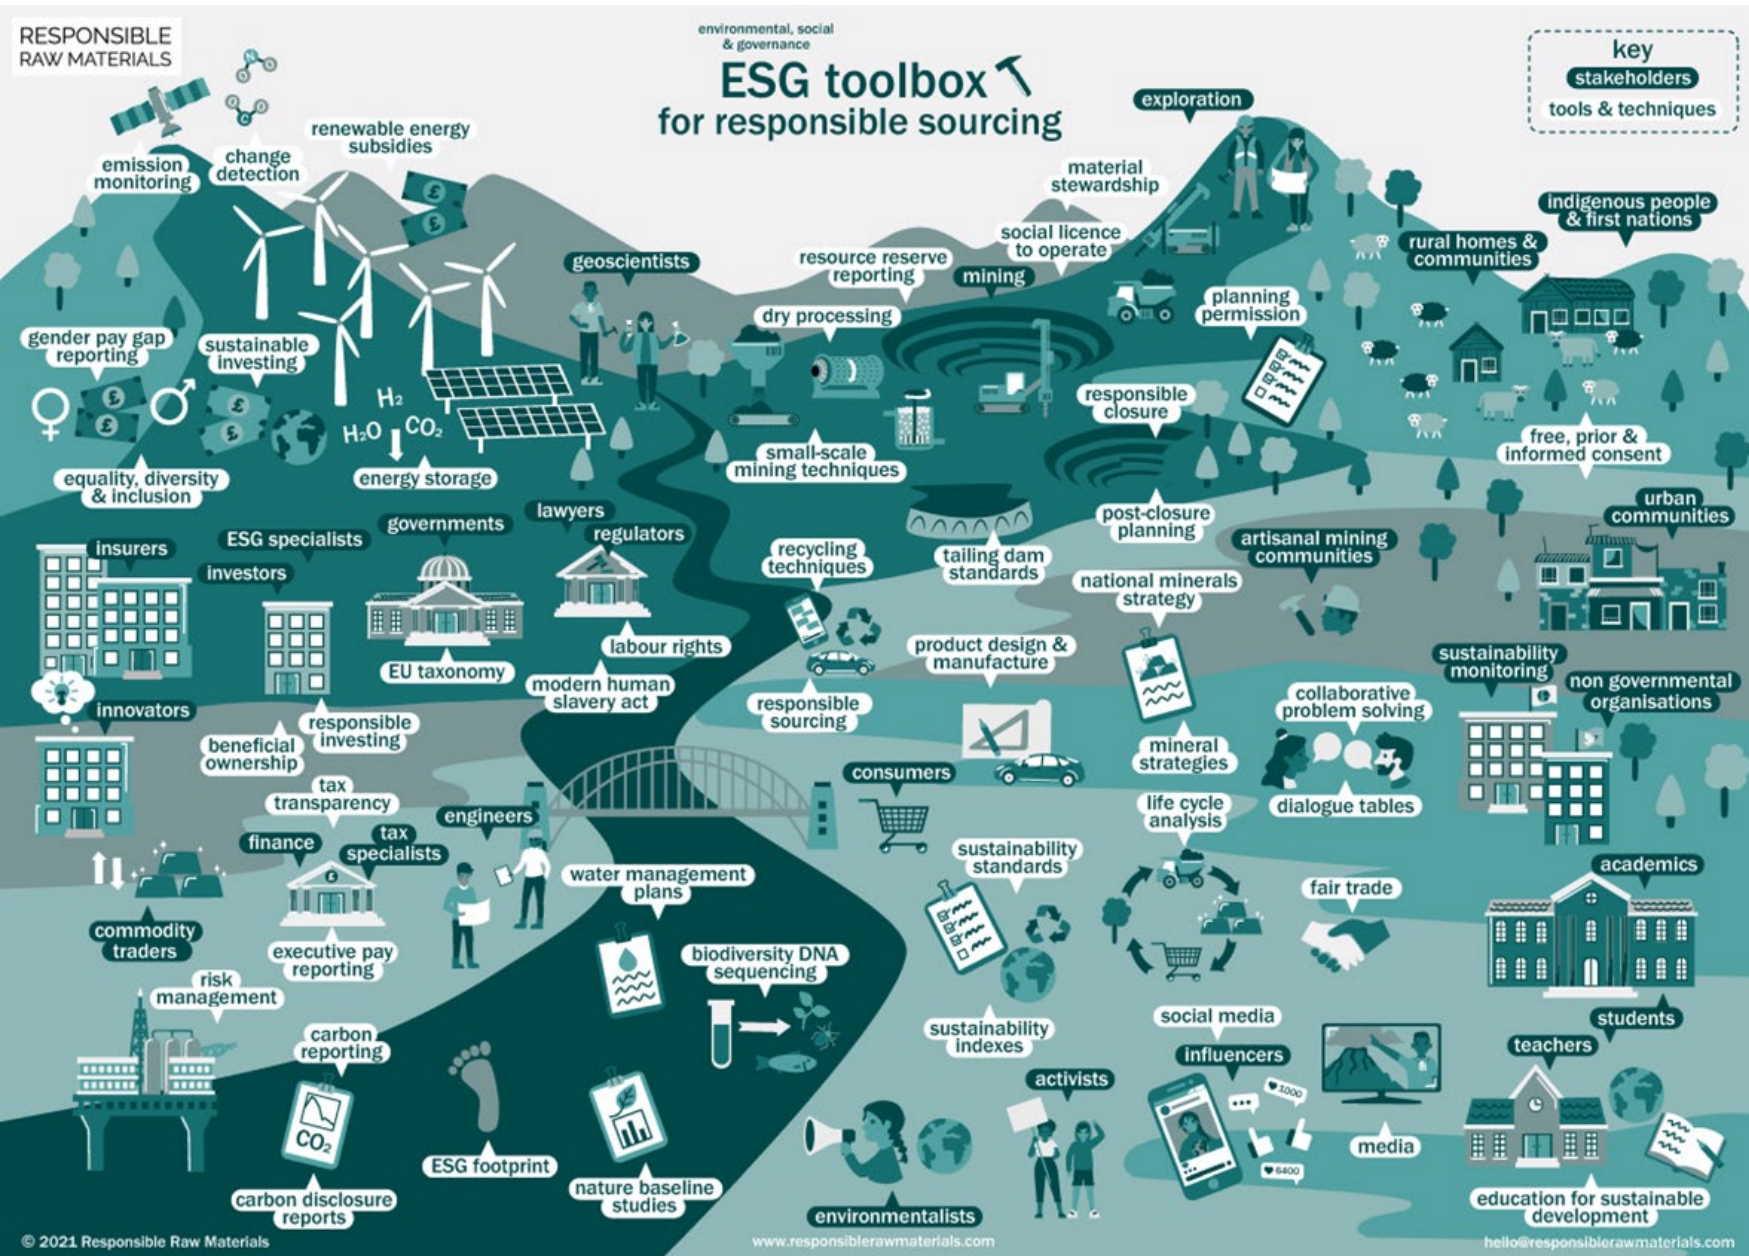 RESPONSIBLE
RAW MATERIALS
environmental, social
& governance
ESG toolbox
for responsible sourcing
key
stakeholders
tools & techniques
exploration
emission
monitoring
change
detection
renewable energy
subsidies
£
£
material
stewardship
social licence
to operate
indigenous people
& first nations
rural homes &
communities
geoscientists
resource reserve
reporting
mining
dry processing
planning
permission
gender pay gap
reporting
sustainable
investing
£
£
£
£
H2
H2O
CO2
energy storage
equality, diversity
& inclusion
small-scale
mining techniques
responsible
closure
free, prior &
informed consent
post-closure
planning
tailing dam
standards
urban
communities
artisanal mining
communities
insurers
ESG specialists
investors
governments
lawyers
regulators
recycling
techniques
national minerals
strategy
labour rights
EU taxonomy
modern human
slavery act
product design &
manufacture
sustainability
monitoring
non governmental
organisations
innovators
beneficial
ownership
responsible
investing
responsible
sourcing
mineral
strategies
collaborative
problem solving
dialogue tables
tax
transparency
finance
tax
specialists
engineers
consumers
life cycle
analysis
£
commodity
traders
executive pay
reporting
water management
plans
sustainability
standards
fair trade
academics
risk
management
biodiversity DNA
sequencing
carbon
reporting
CO2
sustainability
indexes
social media
influencers
1000
6400
media
students
teachers
activists
ESG footprint
carbon disclosure
reports
nature baseline
studies
environmentalists
education for sustainable
development
© 2021 Responsible Raw Materials
www.responsiblerawmaterials.com
hello@responsiblerawmaterials.com